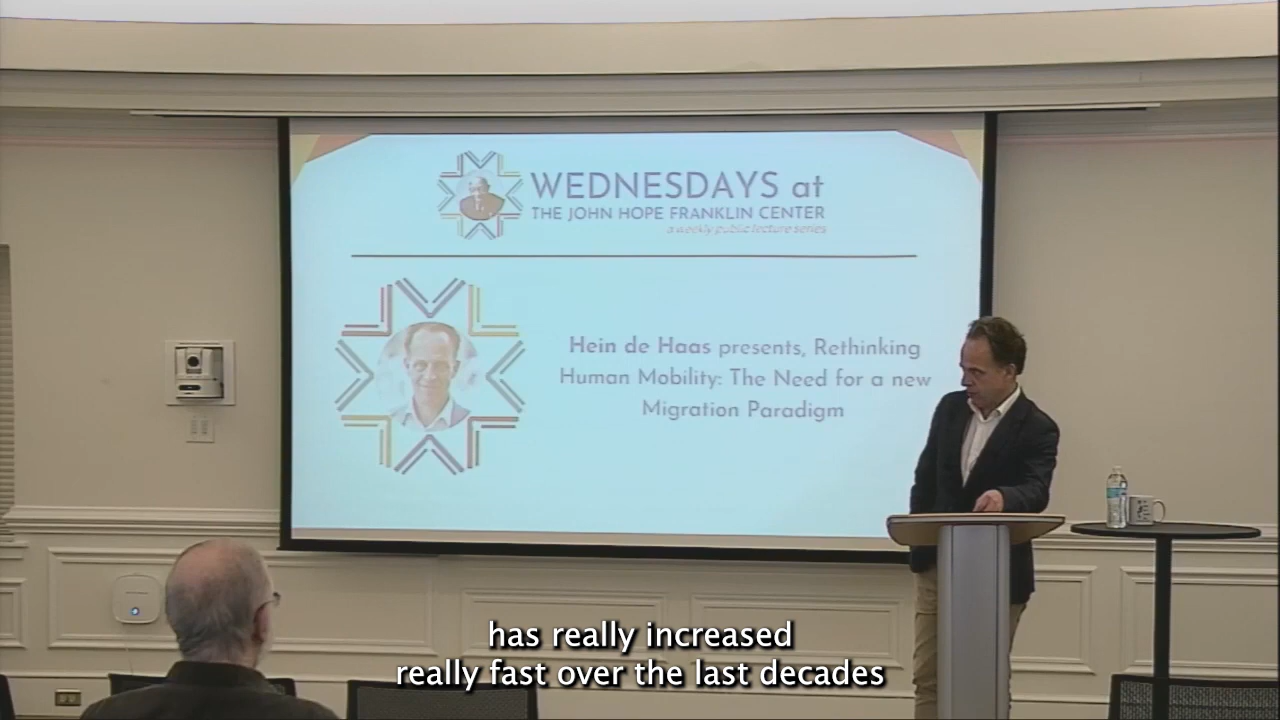 WEDNESDAYS at
THE JOHN HOPE FRANKLIN CENTER
a weekly public lecture series
Hein de Haas presents, Rethinking
Human Mobility: The Need for a new
Migration Paradigm
has really increased
really fast over the last decades